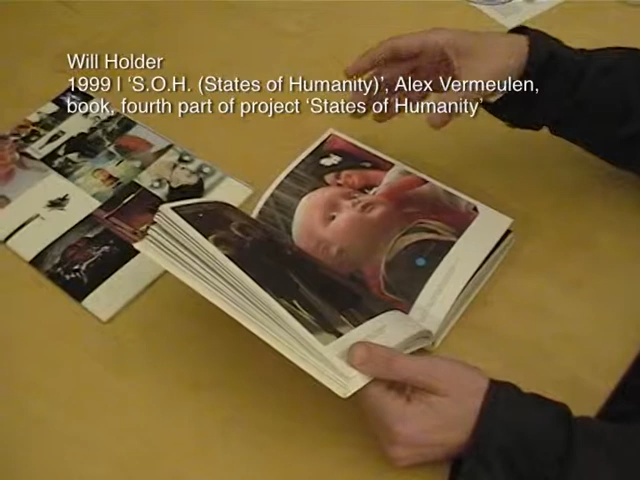 Will Holder
1999 | ‘S.O.H. (States of Humanity)’, Alex Vermeulen,
book, fourth part of project ‘States of Humanity’